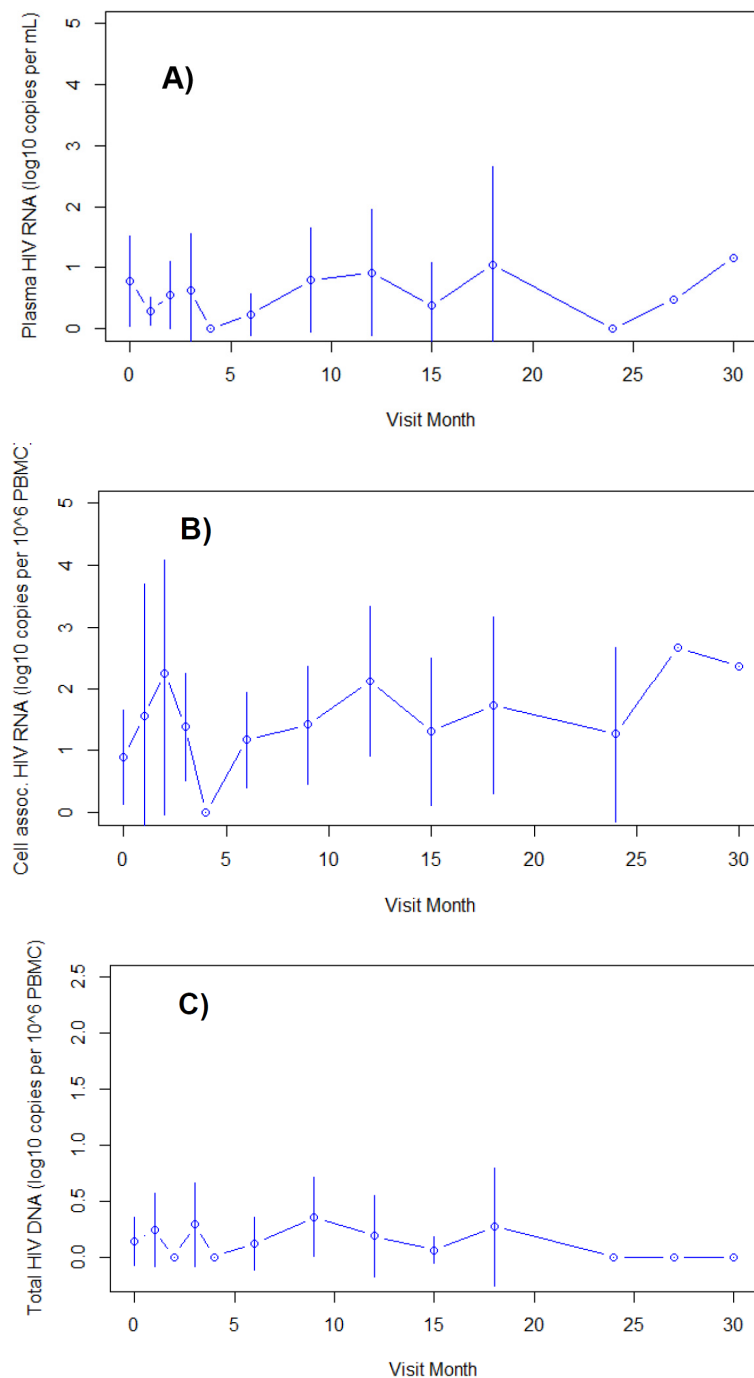 A)
Plasma HIV RNA (log10 copies per mL)
5
4
3
2
1
0
0 5 10 15 20 25 30
Visit Month
B)
Cell assoc. HIV RNA (log10 copies per 10^6 PBMC)
5
4
3
2
1
0
0 5 10 15 20 25 30
Visit Month
C)
Total HIV DNA (log10 copies per 10^6 PBMC)
2.5
2.0
1.5
1.0
0.5
0.0
0 5 10 15 20 25 30
Visit Month